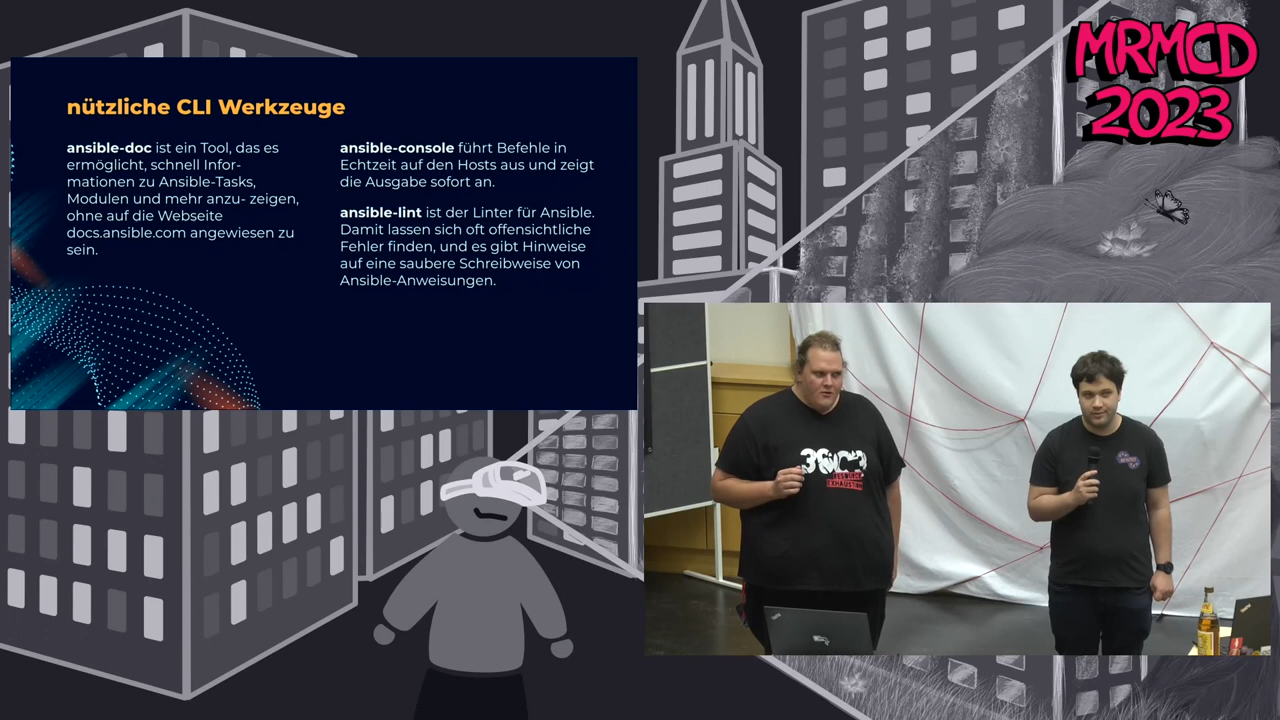 MRMCD
2023
nützliche CLI Werkzeuge
ansible-doc ist ein Tool, das es
ermöglicht, schnell Infor-
mationen zu Ansible-Tasks,
Modulen und mehr anzu- zeigen,
ohne auf die Webseite
docs.ansible.com angewiesen zu
sein.
ansible-console führt Befehle in
Echtzeit auf den Hosts aus und zeigt
die Ausgabe sofort an.
ansible-lint ist der Linter für Ansible.
Damit lassen sich oft offensichtliche
Fehler finden, und es gibt Hinweise
auf eine saubere Schreibweise von
Ansible-Anweisungen.
EXHAUSTION